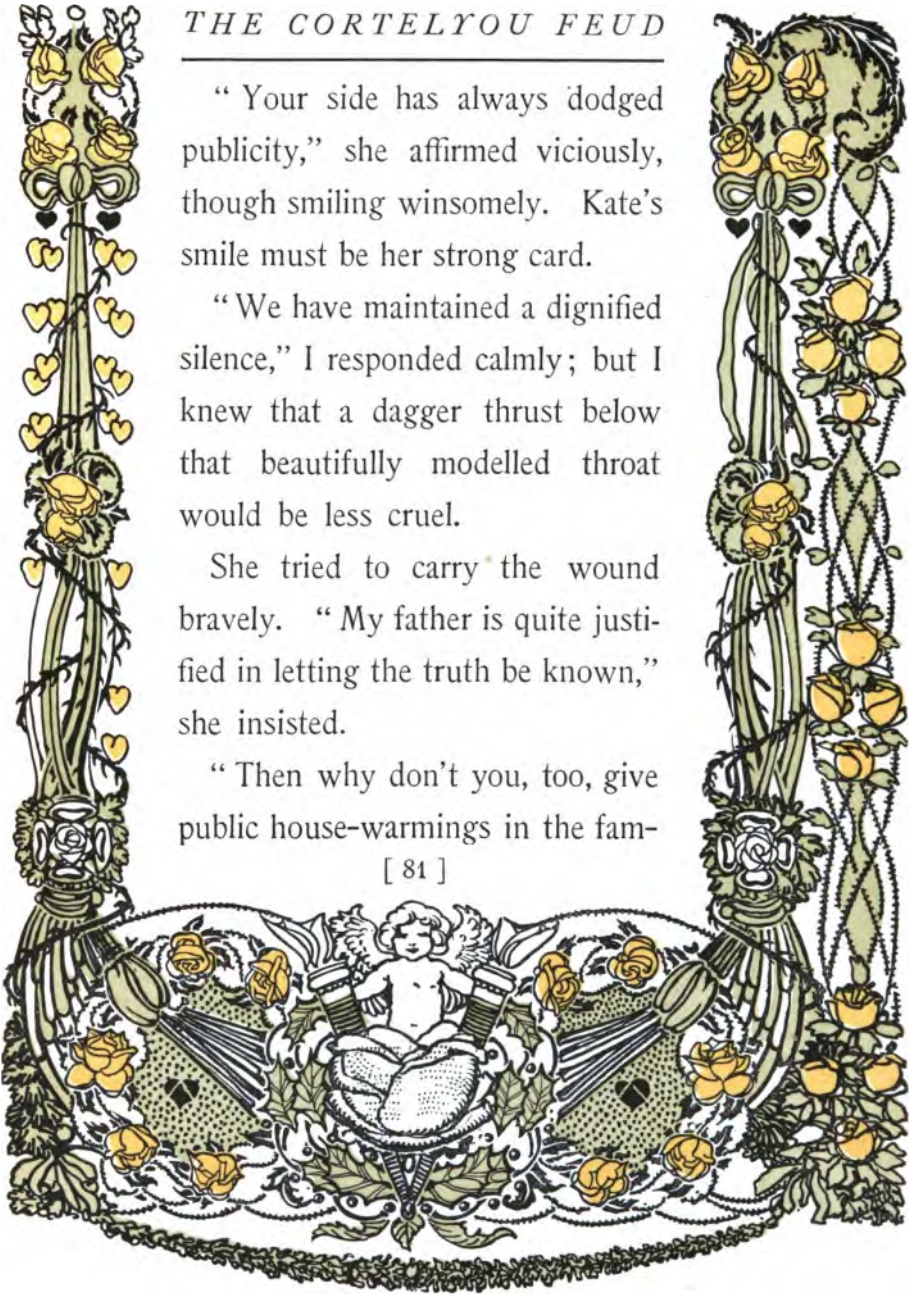 THE CORTELYOU FEUD
“ Your side has always dodged
publicity,” she affirmed viciously,
though smiling winsomely. Kate's
smile must be her strong card.
“ We have maintained a dignified
silence,” I responded calmly; but I
knew that a dagger thrust below
that beautifully modelled throat
would be less cruel.
She tried to carry the wound
bravely. “ My father is quite justi-
fied in letting the truth be known,”
she insisted.
“ Then why don't you, too, give
public house-warmings in the fam-
[ 81 ]